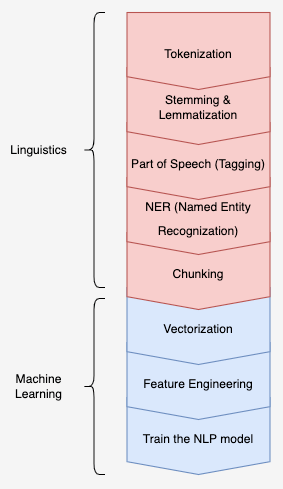 Tokenization
Stemming &
Lemmatization
Linguistics
Part of Speech (Tagging)
NER (Named Entity
Recognization)
Chunking
Vectorization
Machine
Learning
Feature Engineering
Train the NLP model